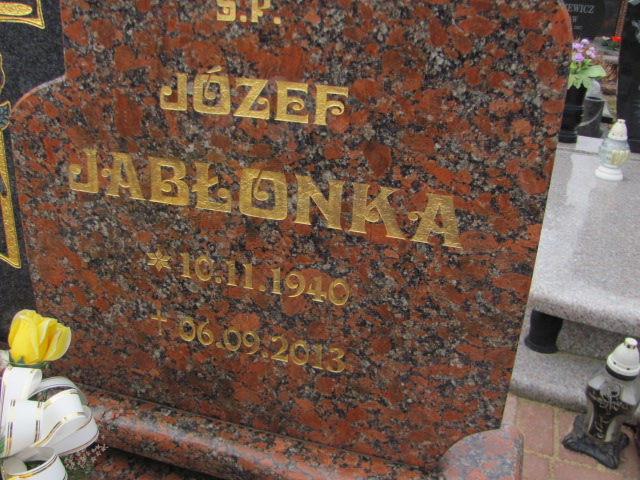 Ś.P.
JÓZEF
JABŁONKA
* 10.11.1940
✝ 06.09.2013